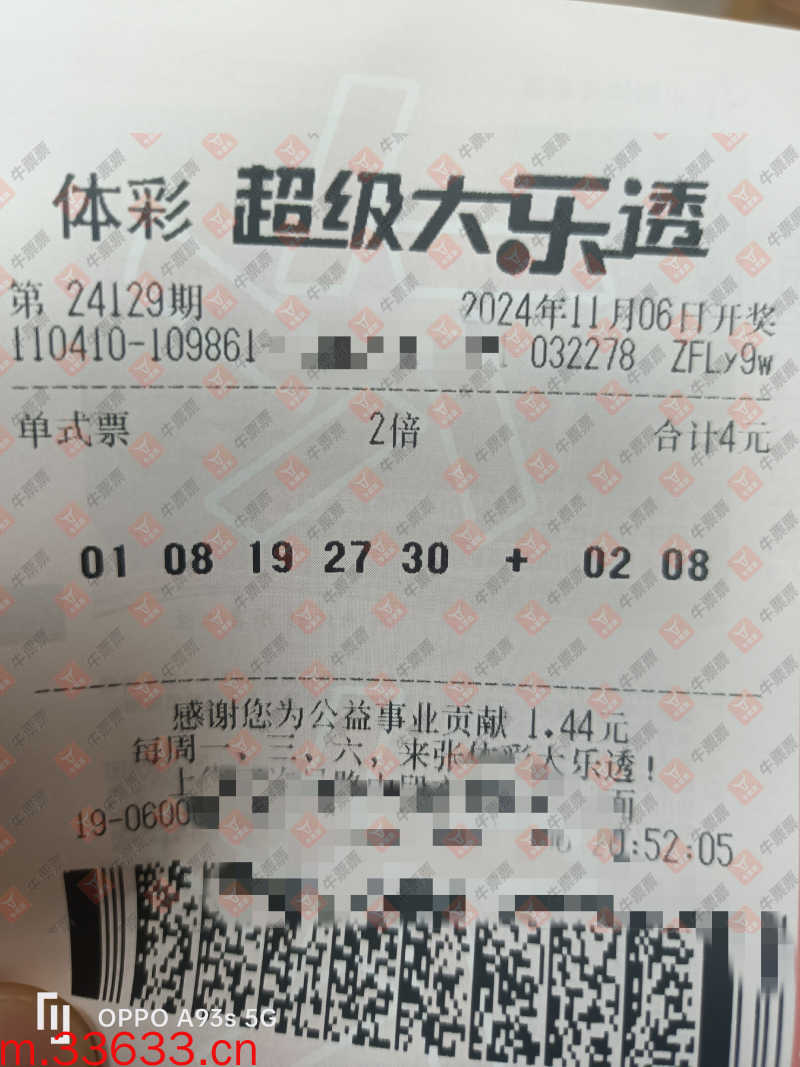 体彩 超级大乐透
第 24129期 2024年11月06日开奖
110410-109861 032278 ZFLy9w
单式票 2倍 合计4元
01 08 19 27 30 + 02 08
感谢您为公益事业贡献 1.44元
每周一、三、六，来张体彩大乐透!
19-0600 :52:05
OPPO A93s 5G
m.33633.cn
牛票票